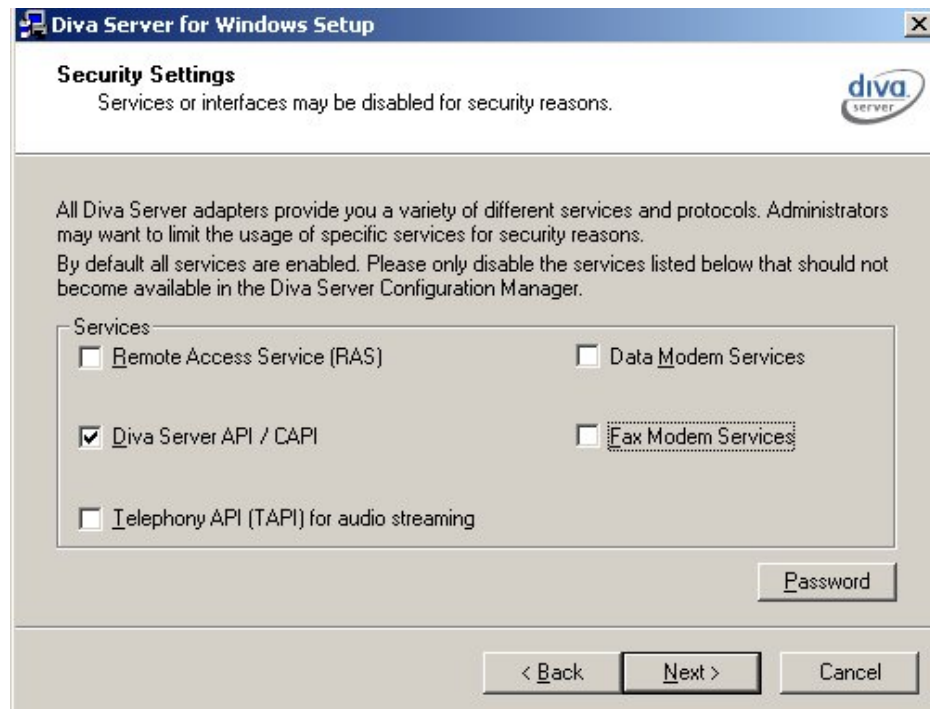 Diva Server for Windows Setup
Security Settings
Services or interfaces may be disabled for security reasons.
diva.
server
All Diva Server adapters provide you a variety of different services and protocols. Administrators
may want to limit the usage of specific services for security reasons.
By default all services are enabled. Please only disable the services listed below that should not
become available in the Diva Server Configuration Manager.
Services
Remote Access Service (RAS)
Data Modem Services
Diva Server API / CAPI
Fax Modem Services
Telephony API (TAPI) for audio streaming
Password
< Back
Next >
Cancel